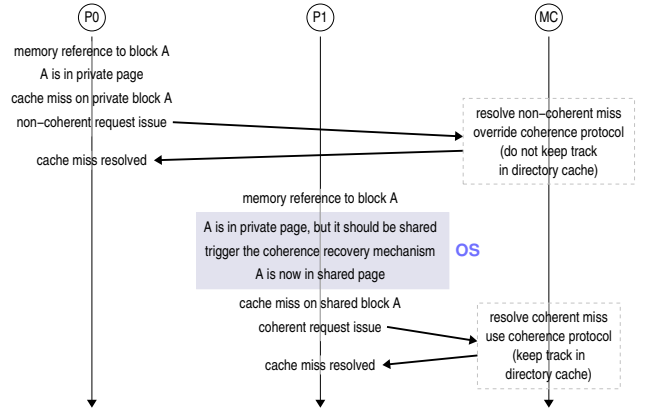 P0
P1
MC
memory reference to block A
A is in private page
cache miss on private block A
non−coherent request issue
resolve non−coherent miss
override coherence protocol
(do not keep track
in directory cache)
cache miss resolved
memory reference to block A
A is in private page, but it should be shared
trigger the coherence recovery mechanism
A is now in shared page
OS
cache miss on shared block A
coherent request issue
resolve coherent miss
use coherence protocol
(keep track in
directory cache)
cache miss resolved